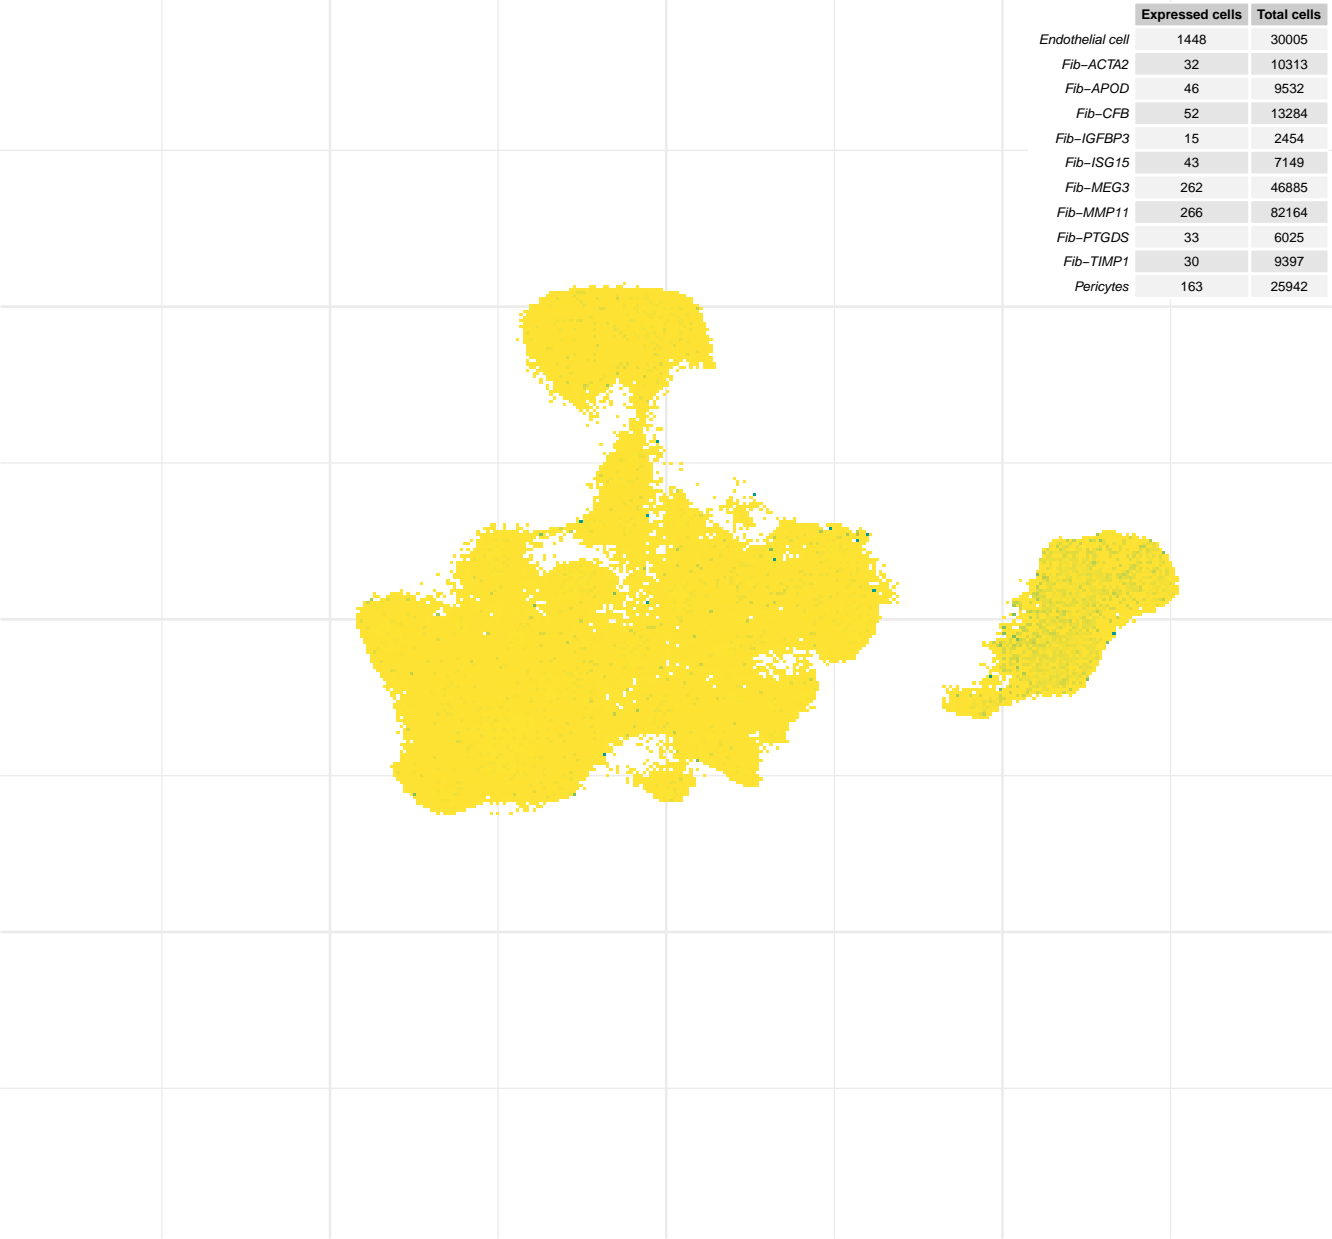 Expressed cells Total cells
Endothelial cell 1448 30005
Fib−ACTA2 32 10313
Fib−APOD 46 9532
Fib−CFB 52 13284
Fib−IGFBP3 15 2454
Fib−ISG15 43 7149
Fib−MEG3 262 46885
Fib−MMP11 266 82164
Fib−PTGDS 33 6025
Fib−TIMP1 30 9397
Pericytes 163 25942